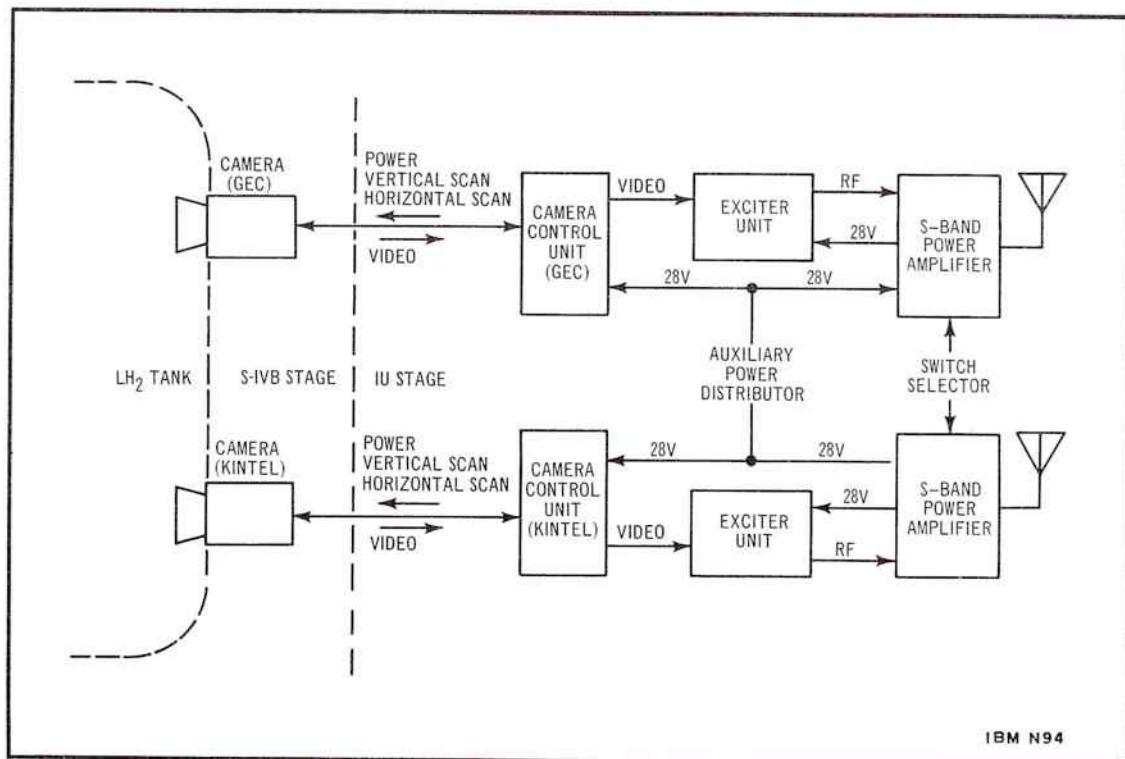 CAMERA
(GEC)
POWER
VERTICAL SCAN
HORIZONTAL SCAN
VIDEO
CAMERA
CONTROL
UNIT
(GEC)
VIDEO
EXCITER
UNIT
RF
28V
S-BAND
POWER
AMPLIFIER
28V
28V
LH2 TANK
S-IVB STAGE
IU STAGE
AUXILIARY
POWER
DISTRIBUTOR
SWITCH
SELECTOR
CAMERA
(KINTEL)
POWER
VERTICAL SCAN
HORIZONTAL SCAN
VIDEO
CAMERA
CONTROL
UNIT
(KINTEL)
28V
28V
VIDEO
EXCITER
UNIT
28V
RF
S-BAND
POWER
AMPLIFIER
IBM N94